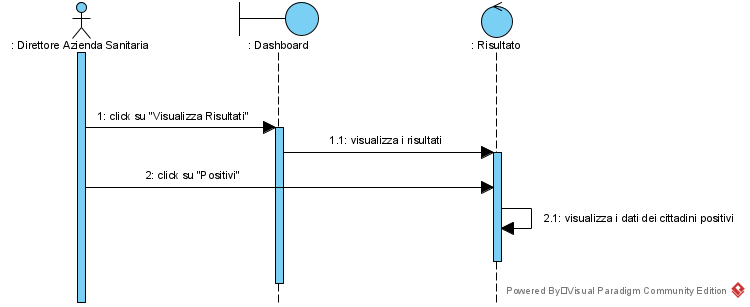 : Direttore Azienda Sanitaria
: Dashboard
: Risultato
1: click su "Visualizza Risultati"
1.1: visualizza i risultati
2: click su "Positivi"
2.1: visualizza i dati dei cittadini positivi
Powered By Visual Paradigm Community Edition